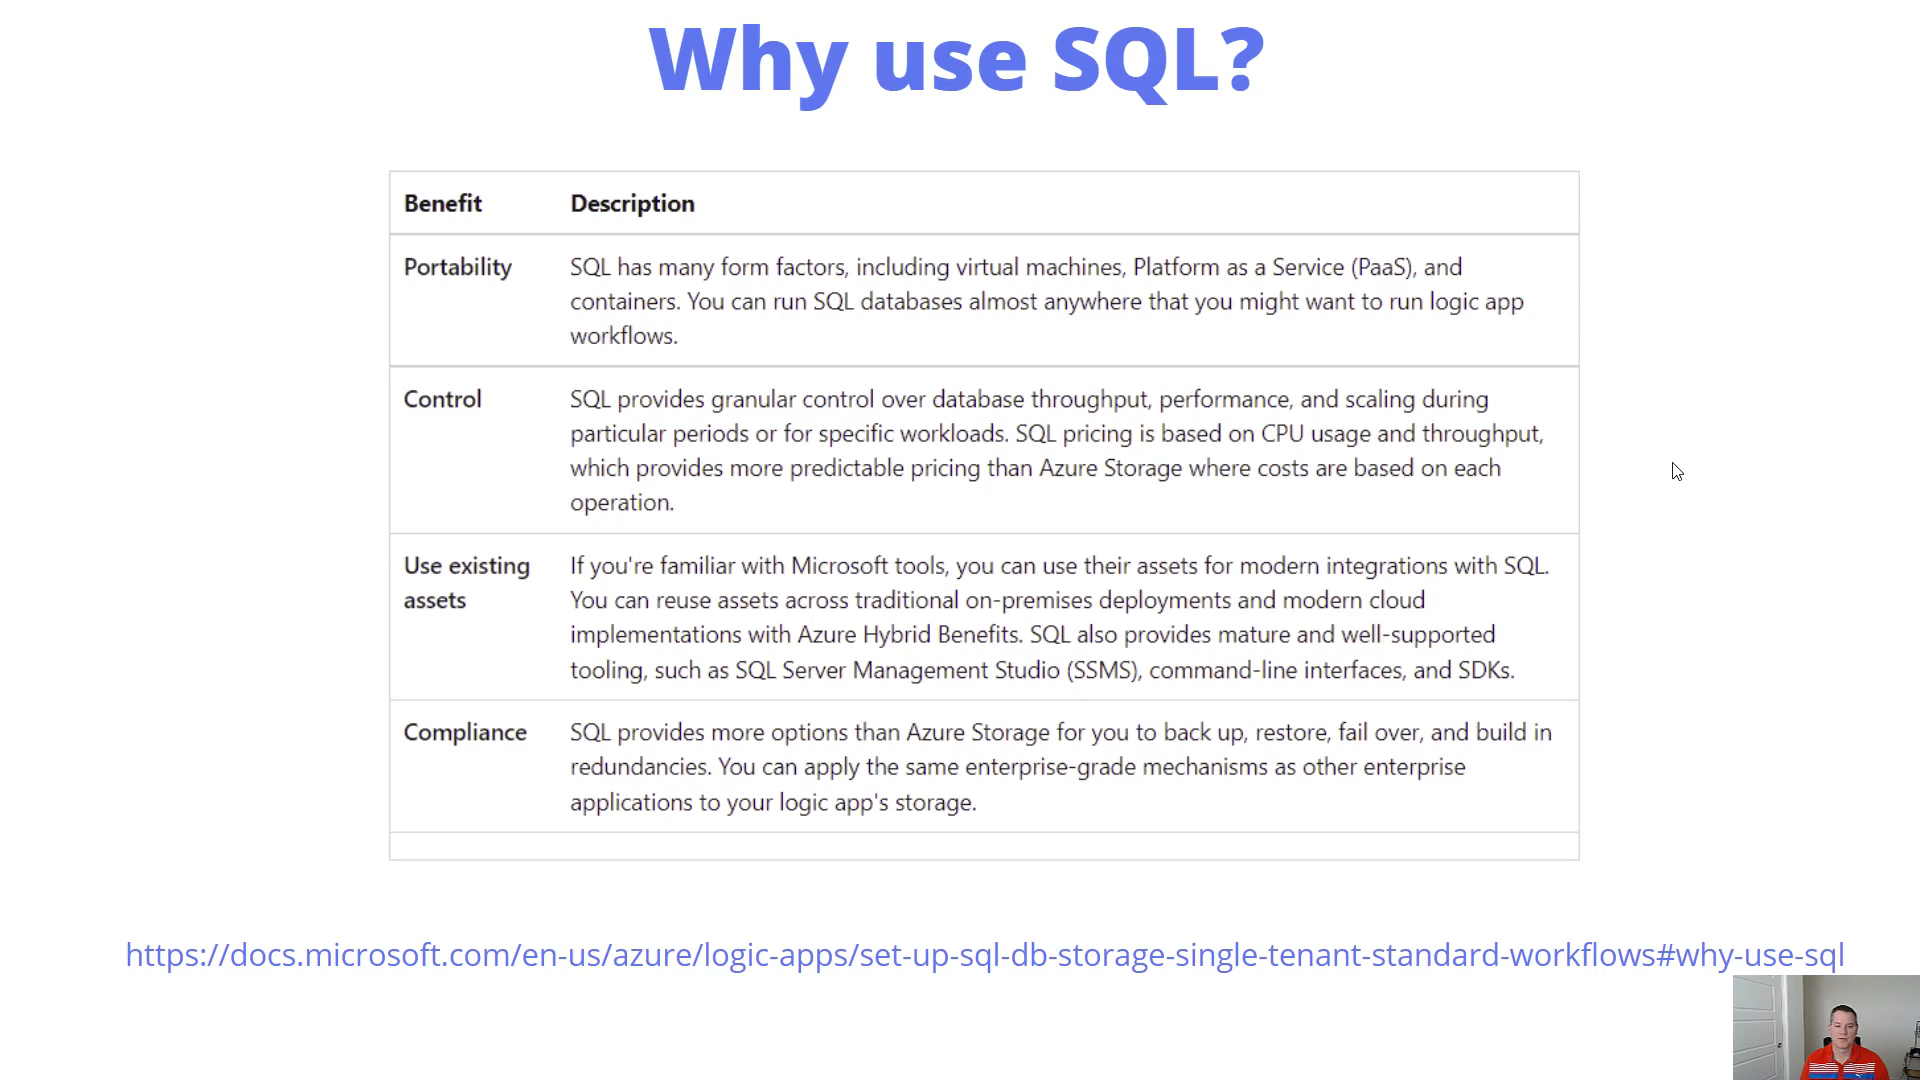 Why use SQL?
Benefit Description
Portability SQL has many form factors, including virtual machines, Platform as a Service (PaaS), and
containers. You can run SQL databases almost anywhere that you might want to run logic app
workflows.
Control SQL provides granular control over database throughput, performance, and scaling during
particular periods or for specific workloads. SQL pricing is based on CPU usage and throughput,
which provides more predictable pricing than Azure Storage where costs are based on each
operation.
Use existing If you're familiar with Microsoft tools, you can use their assets for modern integrations with SQL.
assets You can reuse assets across traditional on-premises deployments and modern cloud
implementations with Azure Hybrid Benefits. SQL also provides mature and well-supported
tooling, such as SQL Server Management Studio (SSMS), command-line interfaces, and SDKs.
Compliance SQL provides more options than Azure Storage for you to back up, restore, fail over, and build in
redundancies. You can apply the same enterprise-grade mechanisms as other enterprise
applications to your logic app's storage.
https://docs.microsoft.com/en-us/azure/logic-apps/set-up-sql-db-storage-single-tenant-standard-workflows#why-use-sql